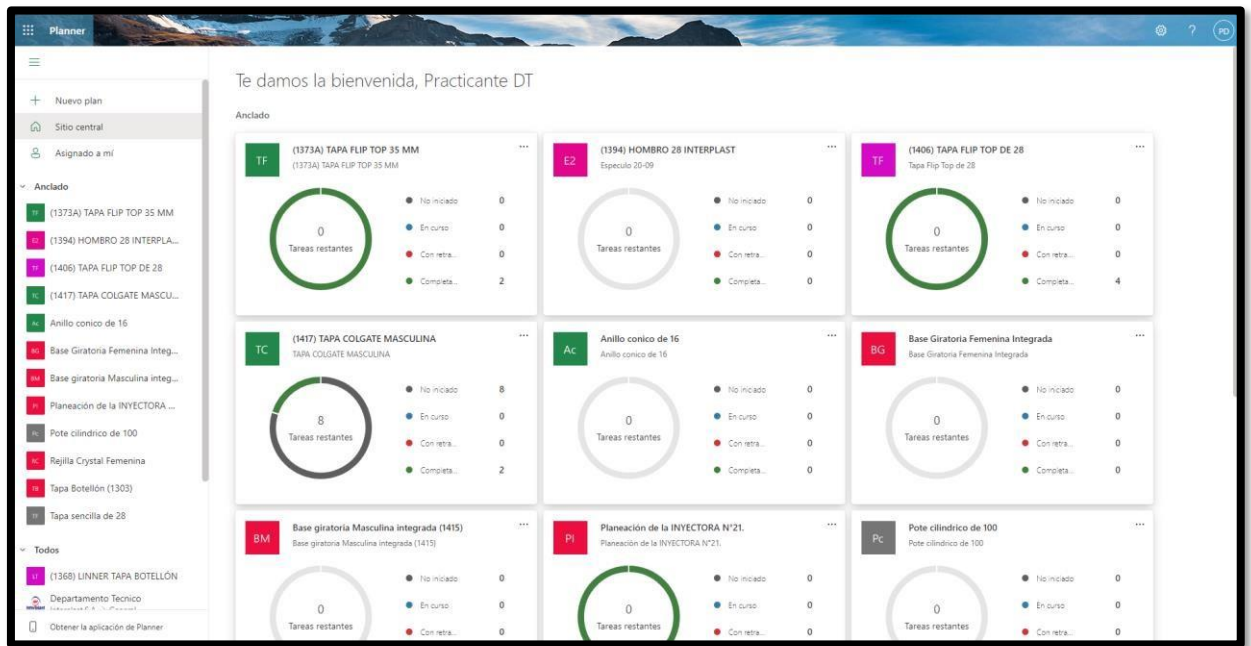 Planner
?
PD
Nuevo plan
Sitio central
Asignado a mí
Anclado
TF (1373A) TAPA FLIP TOP 35 MM
E2 (1394) HOMBRO 28 INTERPLA...
TF (1406) TAPA FLIP TOP DE 28
TC (1417) TAPA COLGATE MASCU...
Ac Anillo conico de 16
BG Base Giratoria Femenina Integ...
BM Base giratoria Masculina integ...
PI Planeación de la INYECTORA ...
Pc Pote cilindrico de 100
RC Rejilla Crystal Femenina
TB Tapa Botellón (1303)
TF Tapa sencilla de 28
Todos
LT (1368) LINNER TAPA BOTELLÓN
Departamento Tecnico
Obtener la aplicación de Planner
Te damos la bienvenida, Practicante DT
Anclado
TF
(1373A) TAPA FLIP TOP 35 MM
...
(1373A) TAPA FLIP TOP 35 MM
0
Tareas restantes
No iniciado 0
En curso 0
Con retra... 0
Completa... 2
E2
(1394) HOMBRO 28 INTERPLAST
...
Especulo 20-09
0
Tareas restantes
No iniciado 0
En curso 0
Con retra... 0
Completa... 0
TF
(1406) TAPA FLIP TOP DE 28
...
Tapa Flip Top de 28
0
Tareas restantes
No iniciado 0
En curso 0
Con retra... 0
Completa... 4
TC
(1417) TAPA COLGATE MASCULINA
...
TAPA COLGATE MASCULINA
8
Tareas restantes
No iniciado 8
En curso 0
Con retra... 0
Completa... 2
Ac
Anillo conico de 16
...
Anillo conico de 16
0
Tareas restantes
No iniciado 0
En curso 0
Con retra... 0
Completa... 0
BG
Base Giratoria Femenina Integrada
...
Base Giratoria Femenina Integrada
0
Tareas restantes
No iniciado 0
En curso 0
Con retra... 0
Completa... 0
BM
Base giratoria Masculina integrada (1415)
...
Base giratoria Masculina integrada (1415)
0
Tareas restantes
No iniciado 0
En curso 0
Con retra... 0
PI
Planeación de la INYECTORA N°21.
...
Planeación de la INYECTORA N°21.
0
Tareas restantes
No iniciado 0
En curso 0
Con retra... 0
Pc
Pote cilindrico de 100
...
Pote cilindrico de 100
0
Tareas restantes
No iniciado 0
En curso 0
Con retra... 0